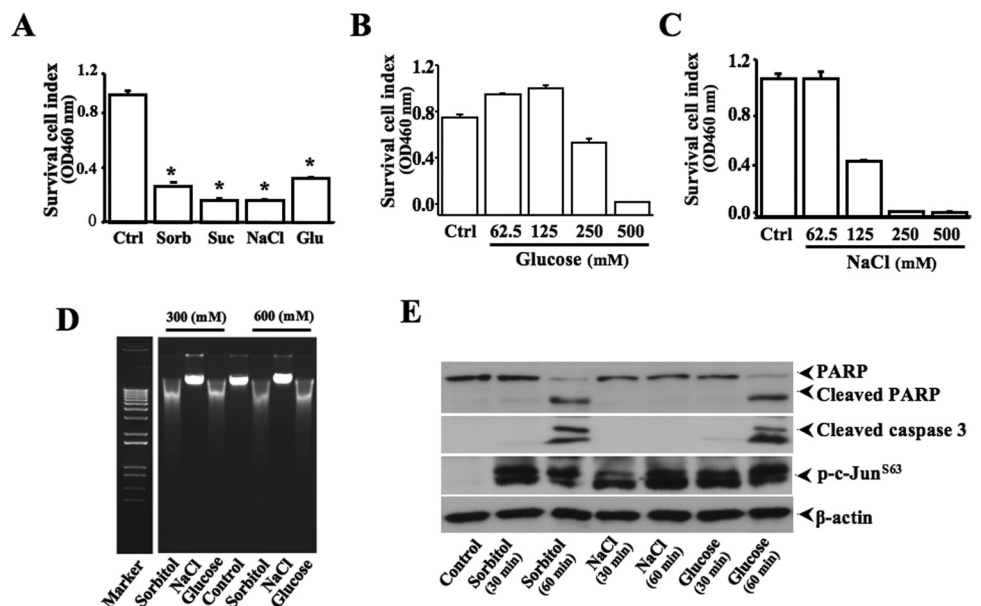 A
Survival cell index
(OD460 nm)
1.2
0.8
0.4
0
*
*
*
*
Ctrl Sorb Suc NaCl Glu
B
Survival cell index
(OD460 nm)
1.2
0.8
0.4
0.0
Ctrl 62.5 125 250 500
Glucose (mM)
C
Survival cell index
(OD460 nm)
1.2
0.8
0.4
0.0
Ctrl 62.5 125 250 500
NaCl (mM)
D
300 (mM) 600 (mM)
Marker
Sorbitol
NaCl
Glucose
Control
Sorbitol
NaCl
Glucose
E
PARP
Cleaved PARP
Cleaved caspase 3
p-c-Jun^S63
β-actin
Control
Sorbitol
(30 min)
Sorbitol
(60 min)
NaCl
(30 min)
NaCl
(60 min)
Glucose
(30 min)
Glucose
(60 min)